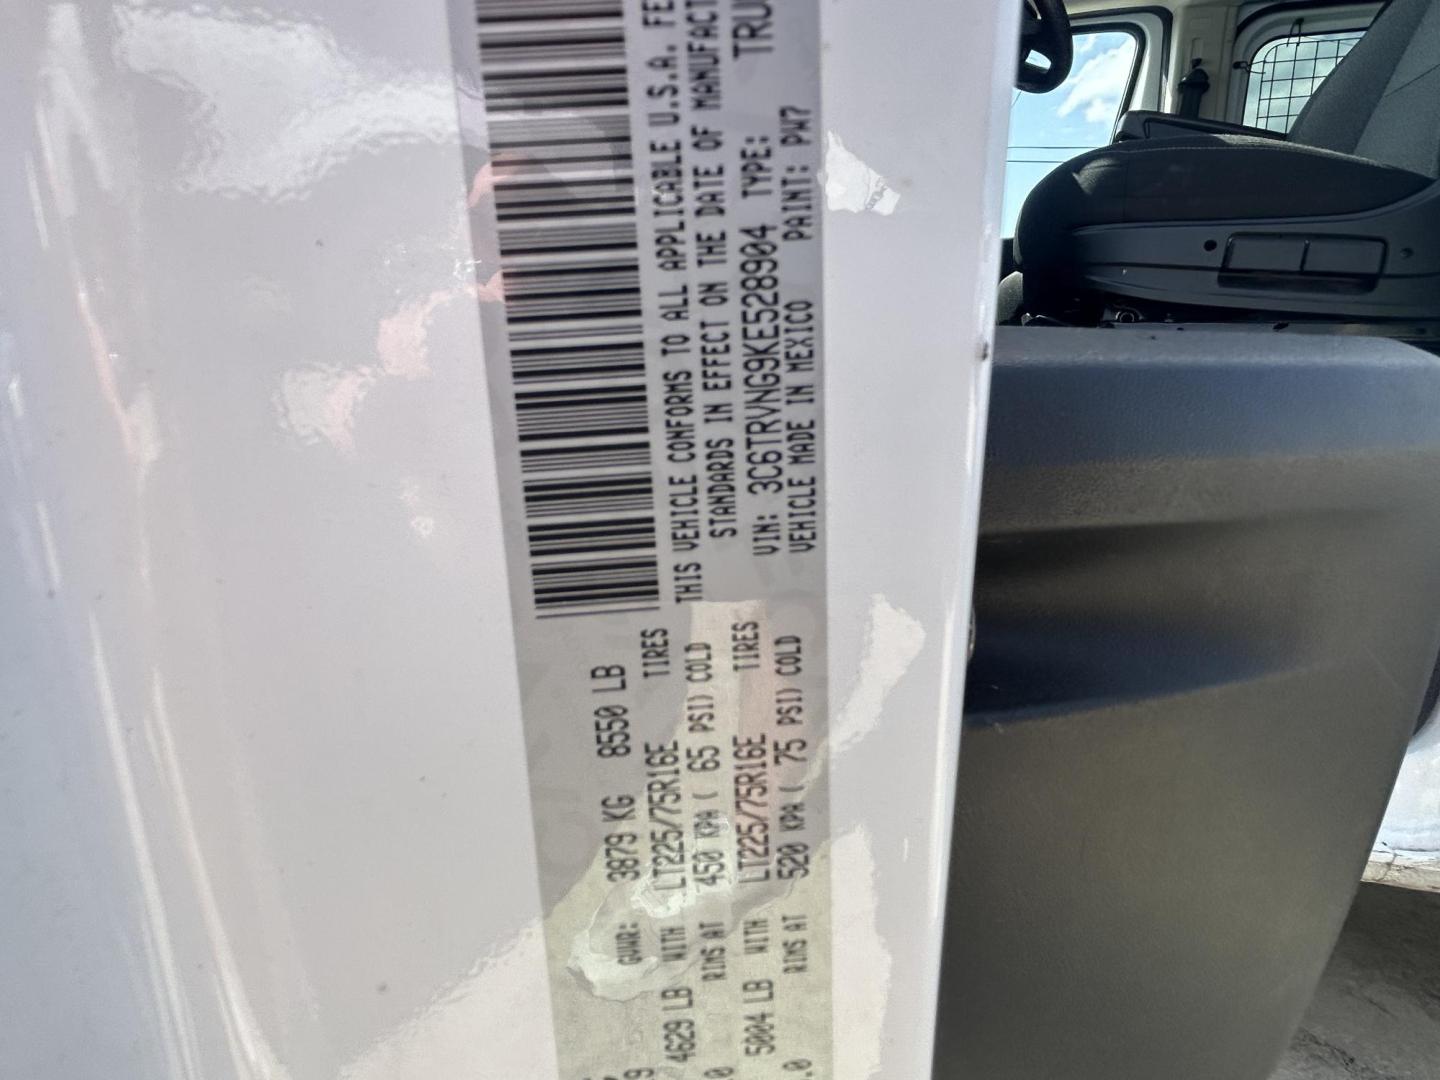 GVWR: 3879 KG 8550 LB
4629 LB WITH LT225/75R16E TIRES
RIMS AT 450 KPA ( 65 PSI) COLD
5004 LB WITH LT225/75R16E TIRES
.0 RIMS AT 520 KPA ( 75 PSI) COLD
THIS VEHICLE CONFORMS TO ALL APPLICABLE U.S.A. FE
STANDARDS IN EFFECT ON THE DATE OF MANUFACT
VIN: 3C6TRVNG9KE528904 TYPE: TRU
VEHICLE MADE IN MEXICO PAINT: PW7